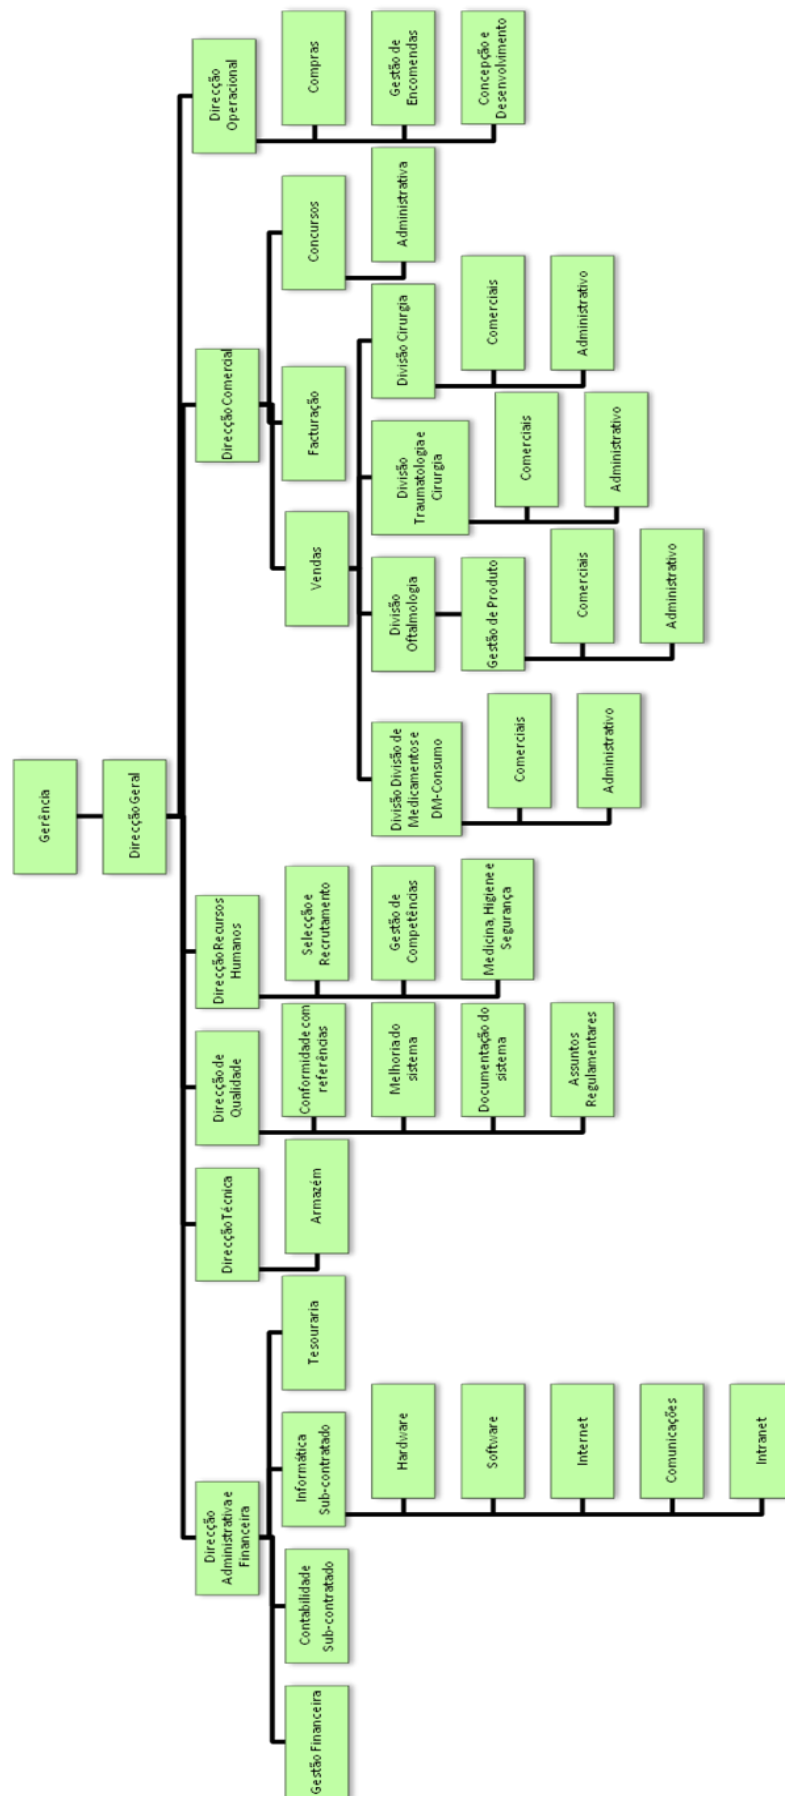 Gerência
Direcção Geral
Direcção
Administrativa e
Financeira
Gestão Financeira
Contabilidade
Sub-contratado
Informática
Sub-contratado
Hardware
Software
Internet
Comunicações
Intranet
Tesouraria
Direcção Técnica
Armazém
Direcção de
Qualidade
Conformidade com
referências
Melhoria do
sistema
Documentação do
sistema
Assuntos
Regulamentares
Direcção Recursos
Humanos
Selecção e
Recrutamento
Gestão de
Competências
Medicina, Higiene e
Segurança
Direcção Comercial
Vendas
Divisão Divisão de
Medicamentos e
DM-Consumo
Comerciais
Administrativo
Divisão
Oftalmologia
Gestão de Produto
Comerciais
Administrativo
Divisão
Traumatologia e
Cirurgia
Comerciais
Administrativo
Divisão Cirurgia
Comerciais
Administrativo
Facturação
Concursos
Administrativa
Direcção
Operacional
Compras
Gestão de
Encomendas
Concepção e
Desenvolvimento